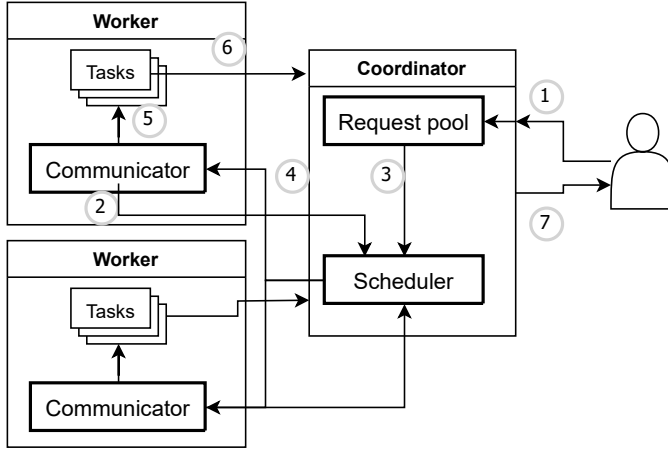 Worker
6
Tasks
Coordinator
1
5
Request pool
Communicator
4
3
2
7
Worker
Scheduler
Tasks
Communicator